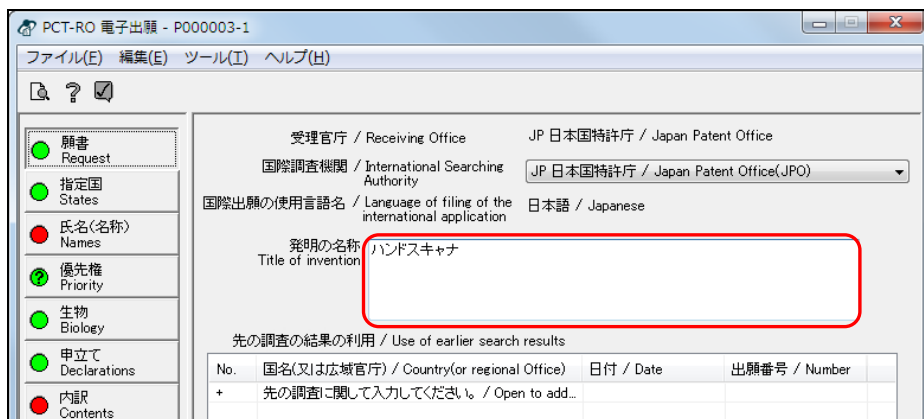 PCT-RO 電子出願 - P000003-1
ファイル(F) 編集(E) ツール(T) ヘルプ(H)
願書
Request
指定国
States
氏名(名称)
Names
優先権
Priority
生物
Biology
申立て
Declarations
内訳
Contents
受理官庁 / Receiving Office JP 日本国特許庁 / Japan Patent Office
国際調査機関 / International Searching
Authority
JP 日本国特許庁 / Japan Patent Office(JPO)
国際出願の使用言語名 / Language of filing of the
international application
日本語 / Japanese
発明の名称
Title of invention
ハンドスキャナ
先の調査の結果の利用 / Use of earlier search results
No. 国名(又は広域官庁) / Country(or regional Office) 日付 / Date 出願番号 / Number
+ 先の調査に関して入力してください。 / Open to add...